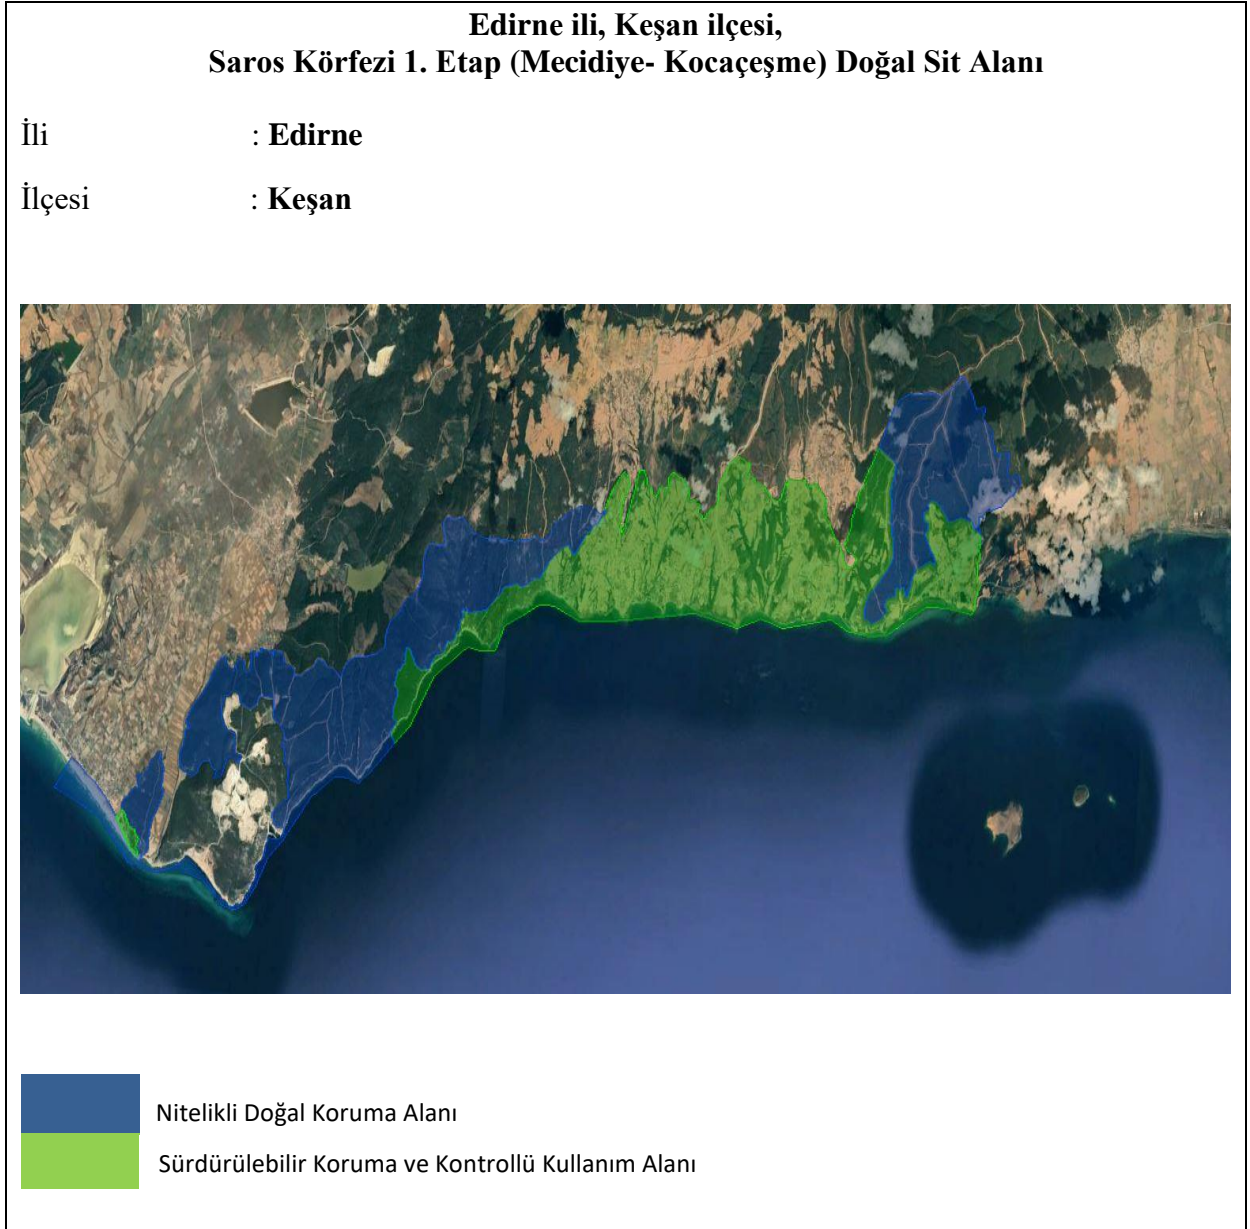 Edirne ili, Keşan ilçesi,
Saros Körfezi 1. Etap (Mecidiye- Kocaçeşme) Doğal Sit Alanı
İli : Edirne
İlçesi : Keşan
Nitelikli Doğal Koruma Alanı
Sürdürülebilir Koruma ve Kontrollü Kullanım Alanı